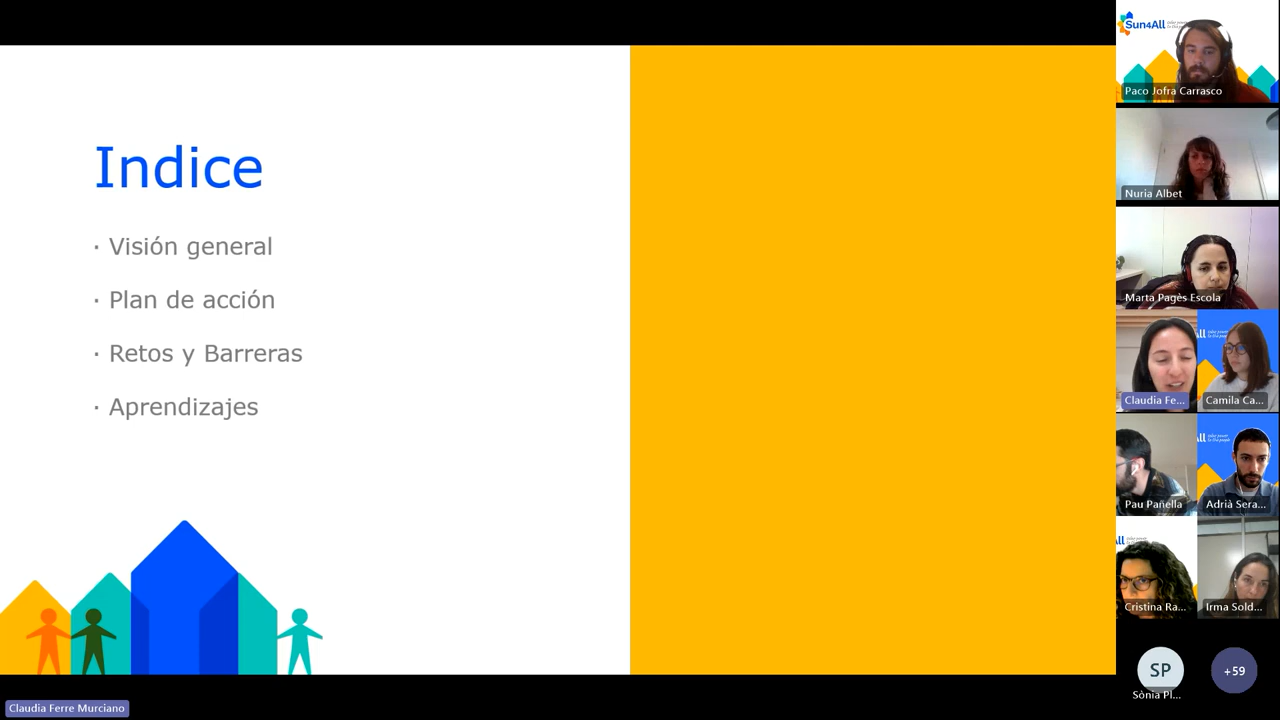 Indice
· Visión general
· Plan de acción
· Retos y Barreras
· Aprendizajes
Claudia Ferre Murciano
Sun4All
Paco Jofra Carrasco
Nuria Albet
Marta Pagès Escola
Claudia Fe...
Camila Ca...
Pau Pañella
All
Adrià Sera...
Cristina Ra...
Irma Sold...
SP
Sònia Pl...
+59